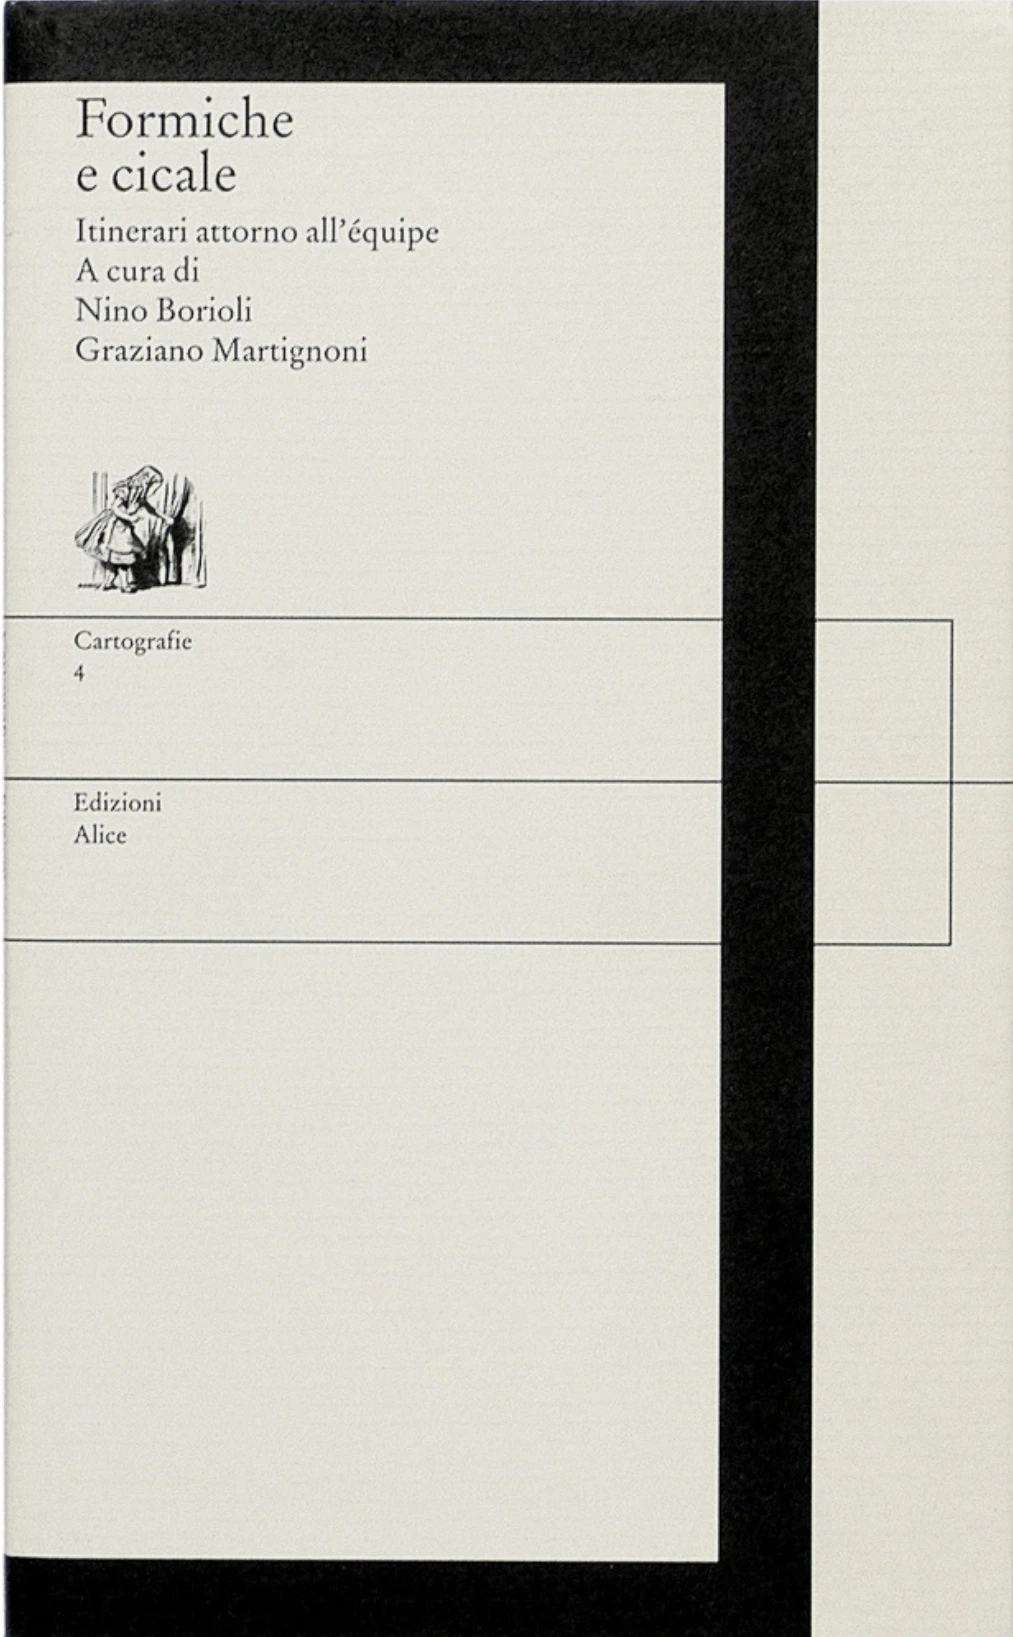 Formiche
e cicale
Itinerari attorno all’équipe
A cura di
Nino Borioli
Graziano Martignoni
Cartografie
4
Edizioni
Alice